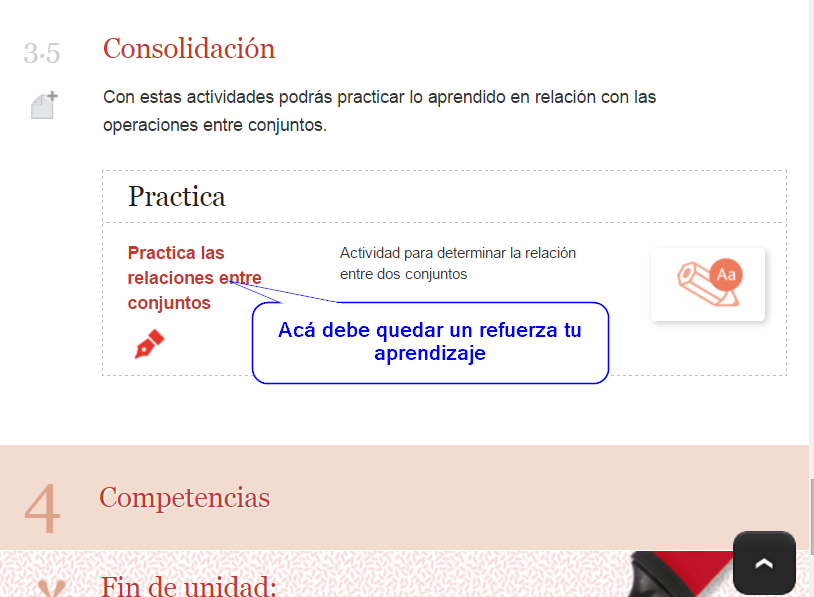 3.5 Consolidación
Con estas actividades podrás practicar lo aprendido en relación con las
operaciones entre conjuntos.
Practica
Practica las
relaciones entre
conjuntos
Actividad para determinar la relación
entre dos conjuntos
Aa
Acá debe quedar un refuerza tu
aprendizaje
4 Competencias
Fin de unidad: